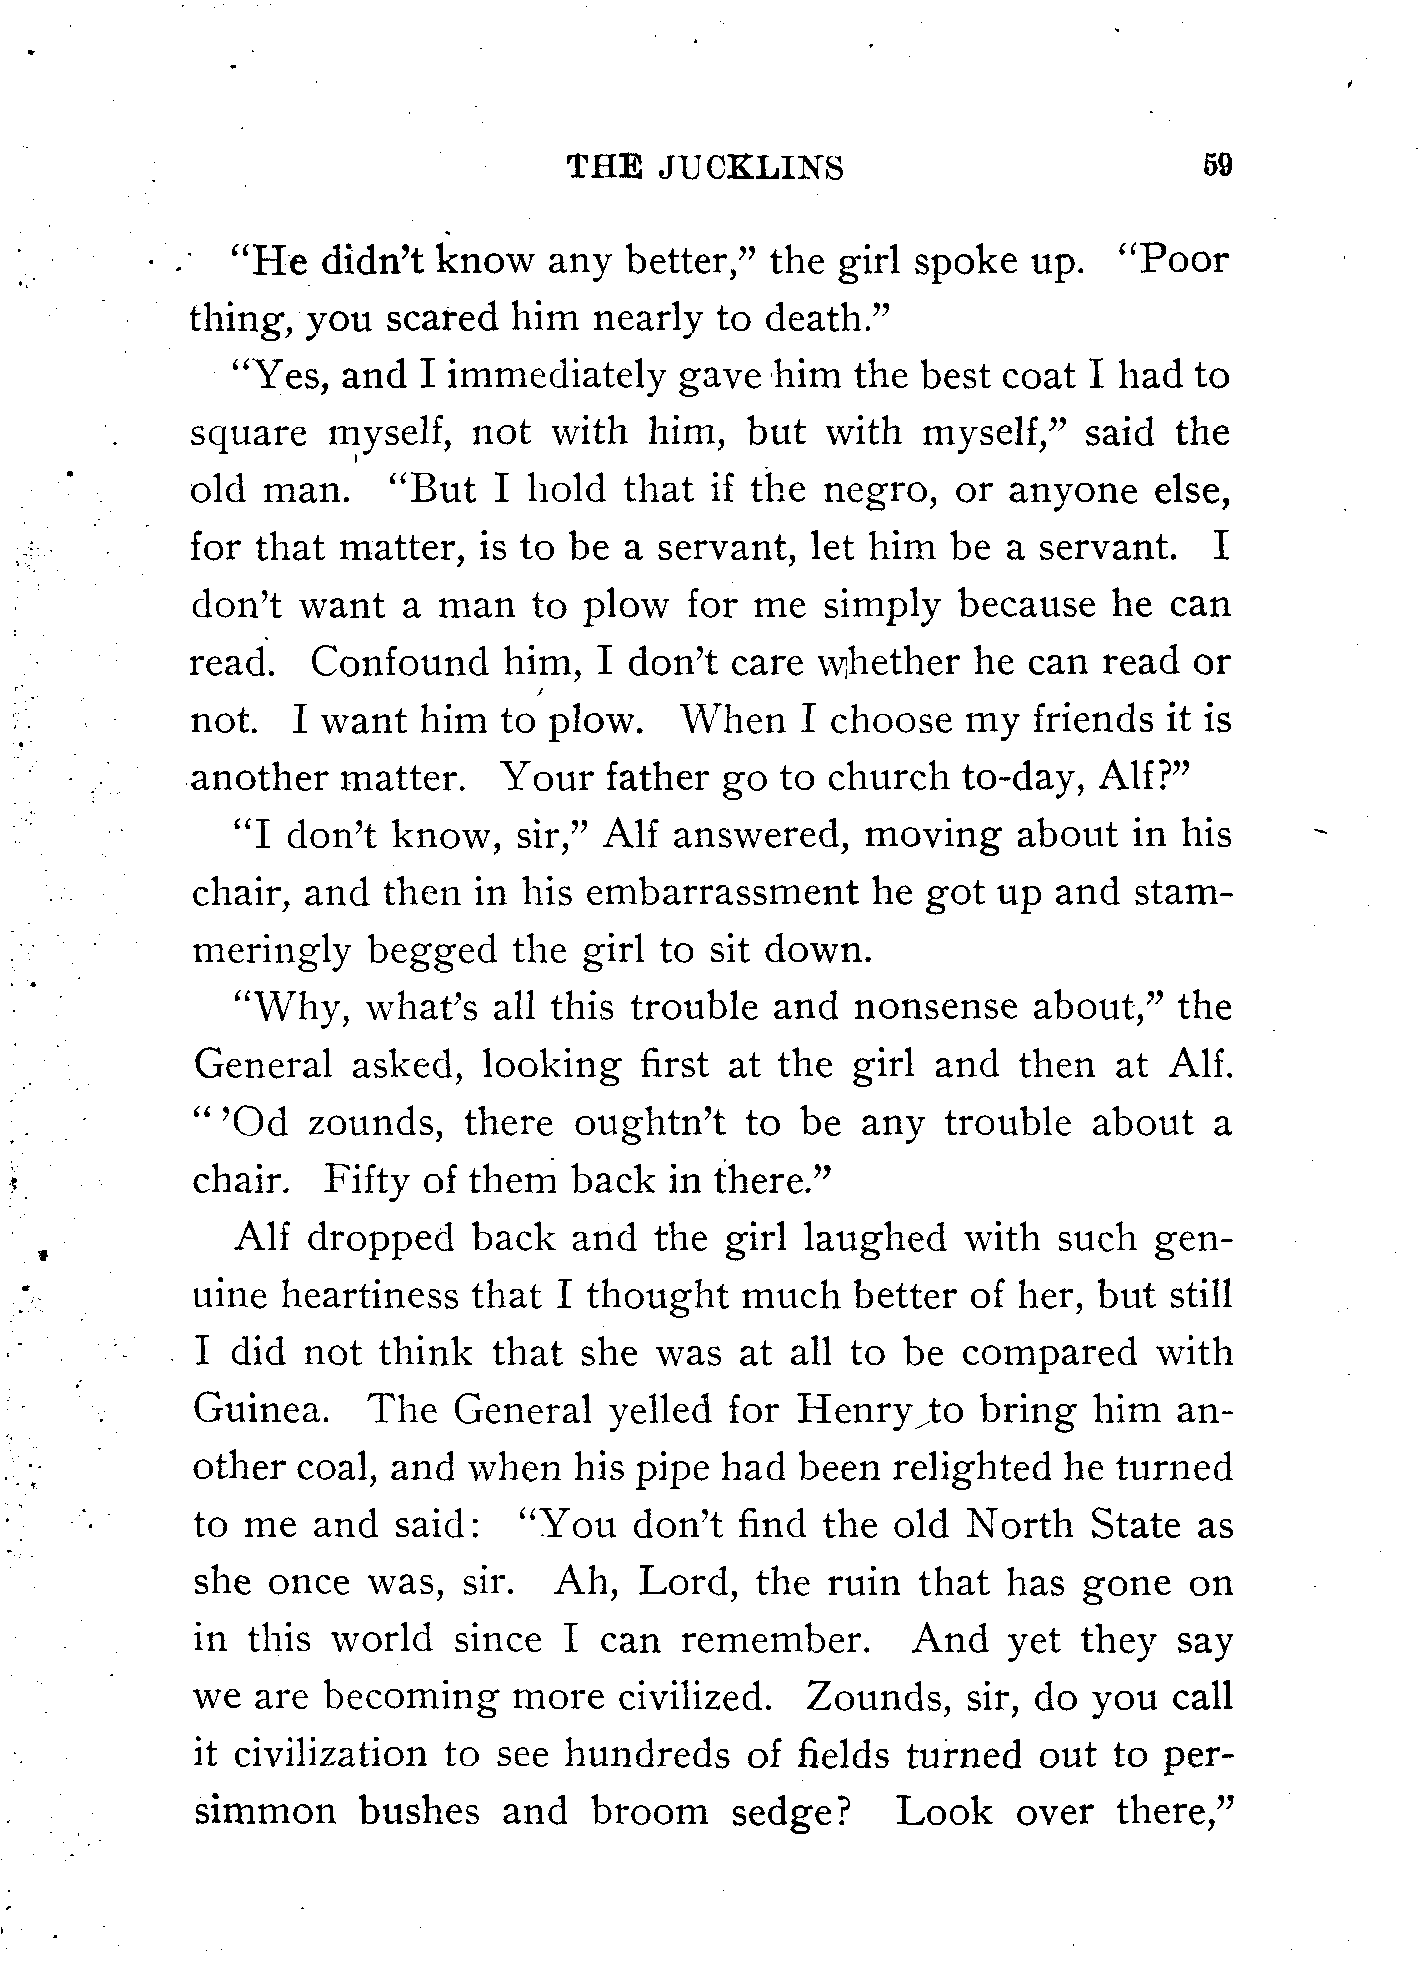 THE JUCKLINS 59
“He didn’t know any better,” the girl spoke up. “Poor
thing, you scared him nearly to death.”
“Yes, and I immediately gave him the best coat I had to
square myself, not with him, but with myself,” said the
old man. “But I hold that if the negro, or anyone else,
for that matter, is to be a servant, let him be a servant. I
don’t want a man to plow for me simply because he can
read. Confound him, I don’t care whether he can read or
not. I want him to plow. When I choose my friends it is
another matter. Your father go to church to-day, Alf?”
“I don’t know, sir,” Alf answered, moving about in his
chair, and then in his embarrassment he got up and stam-
meringly begged the girl to sit down.
“Why, what’s all this trouble and nonsense about,” the
General asked, looking first at the girl and then at Alf.
“ ’Od zounds, there oughtn’t to be any trouble about a
chair. Fifty of them back in there.”
Alf dropped back and the girl laughed with such gen-
uine heartiness that I thought much better of her, but still
I did not think that she was at all to be compared with
Guinea. The General yelled for Henry to bring him an-
other coal, and when his pipe had been relighted he turned
to me and said: “You don’t find the old North State as
she once was, sir. Ah, Lord, the ruin that has gone on
in this world since I can remember. And yet they say
we are becoming more civilized. Zounds, sir, do you call
it civilization to see hundreds of fields turned out to per-
simmon bushes and broom sedge? Look over there,”